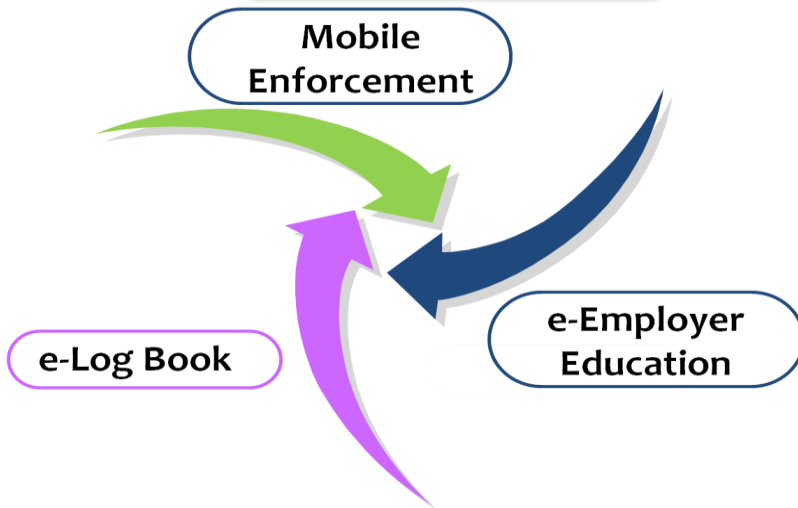 Mobile
Enforcement
e-Employer
Education
e-Log Book